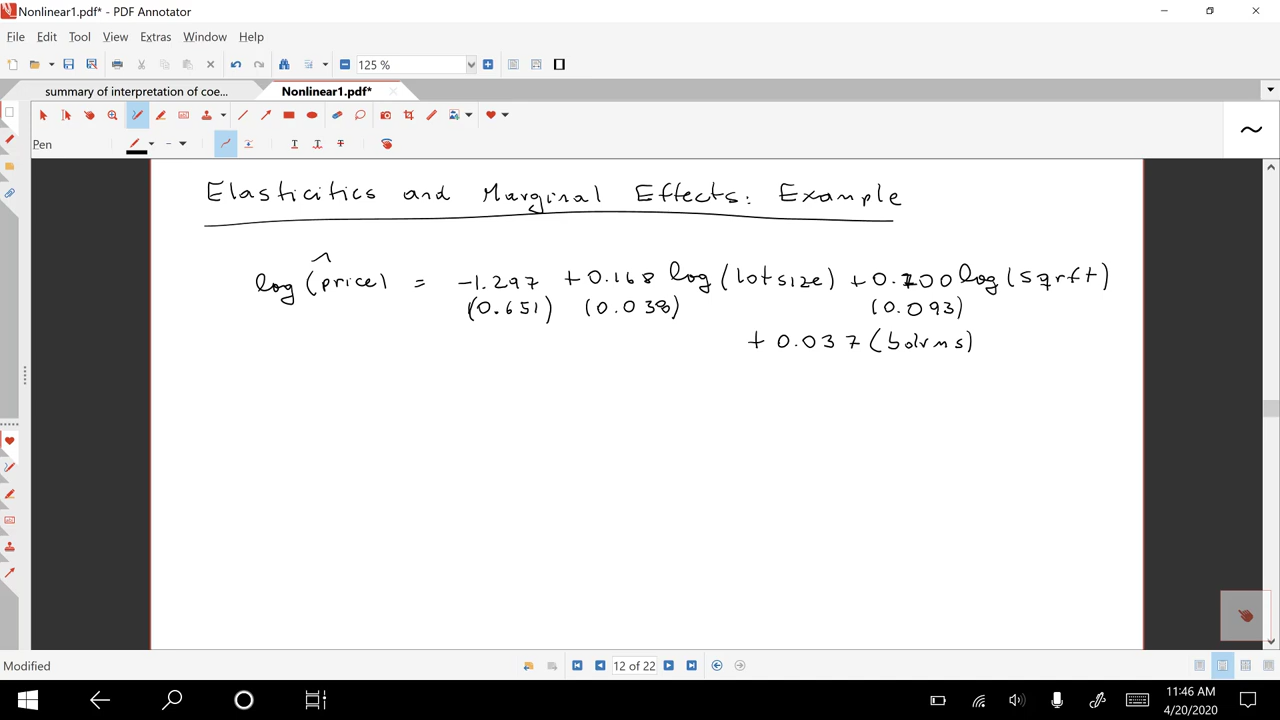 Nonlinear1.pdf* - PDF Annotator
File Edit Tool View Extras Window Help
125 %
summary of interpretation of coe... Nonlinear1.pdf*
Pen
Elasticities and Marginal Effects: Example
log(price)^ = -1.297 + 0.168 log(lotsize) + 0.700 log(sqrft)
(0.651) (0.038) (0.093)
+ 0.037 (bdrms)
Modified 12 of 22
11:46 AM
4/20/2020